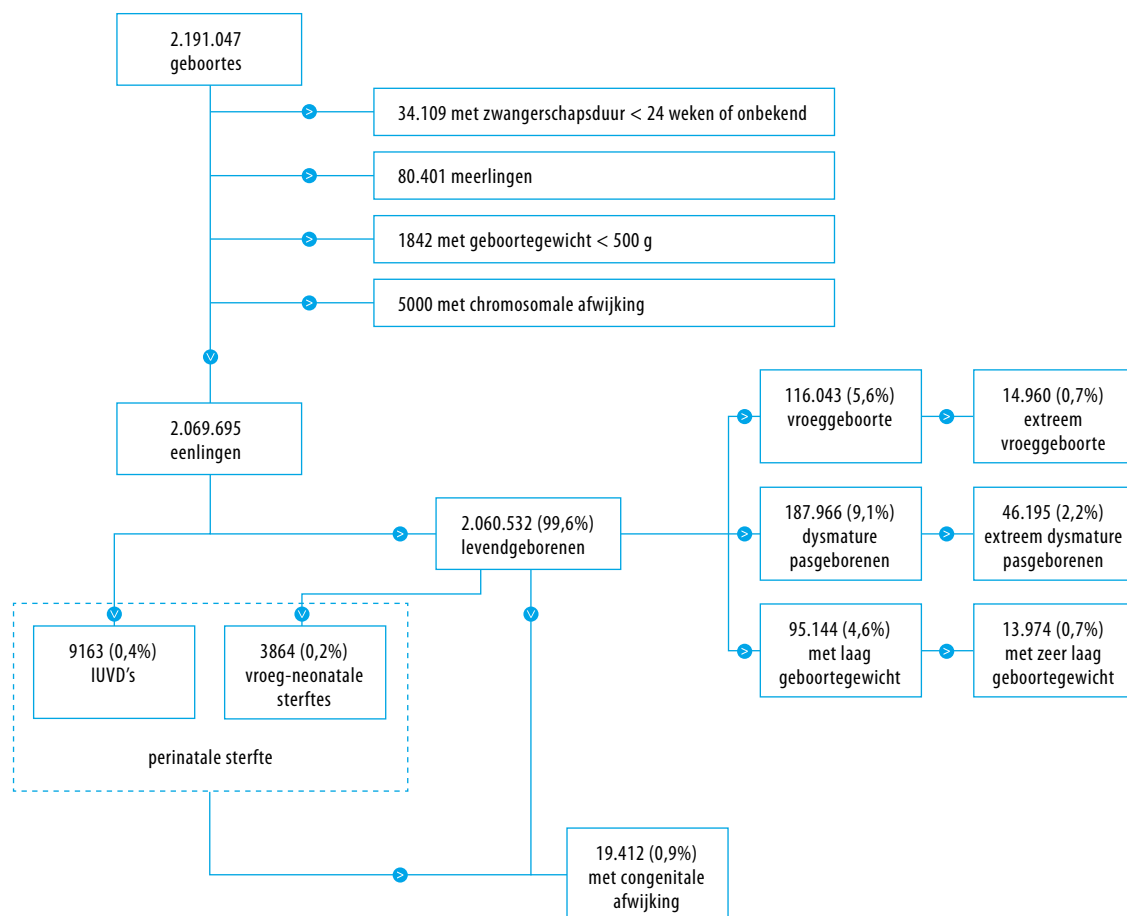 2.191.047
geboortes
34.109 met zwangerschapsduur < 24 weken of onbekend
80.401 meerlingen
1842 met geboortegewicht < 500 g
5000 met chromosomale afwijking
2.069.695
eenlingen
116.043 (5,6%)
vroeggeboorte
14.960 (0,7%)
extreem
vroeggeboorte
2.060.532 (99,6%)
levendgeborenen
187.966 (9,1%)
dysmature
pasgeborenen
46.195 (2,2%)
extreem dysmature
pasgeborenen
95.144 (4,6%)
met laag
geboortegewicht
13.974 (0,7%)
met zeer laag
geboortegewicht
9163 (0,4%)
IUVD’s
3864 (0,2%)
vroeg-neonatale
sterftes
perinatale sterfte
19.412 (0,9%)
met congenitale
afwijking